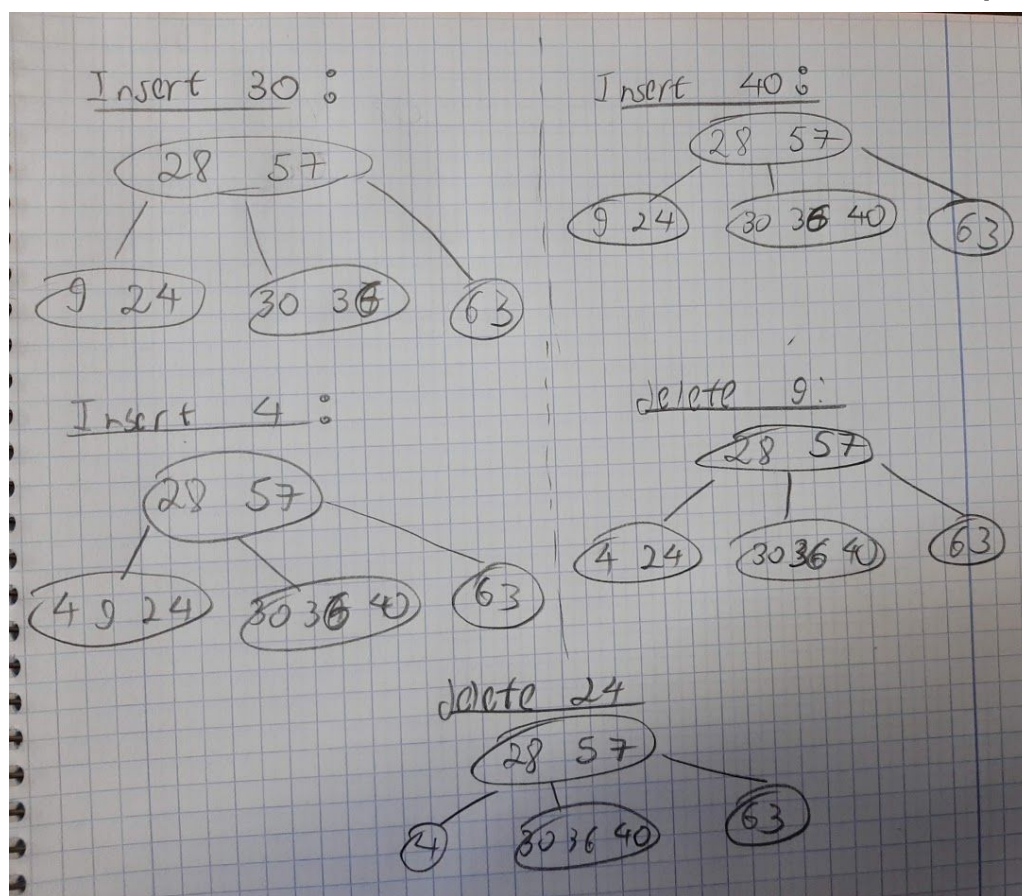 Insert 30:
28 57
9 24 30 36 63
Insert 40:
28 57
9 24 30 36 40 63
Insert 4:
28 57
4 9 24 30 36 40 63
delete 9:
28 57
4 24 30 36 40 63
delete 24
28 57
4 30 36 40 63